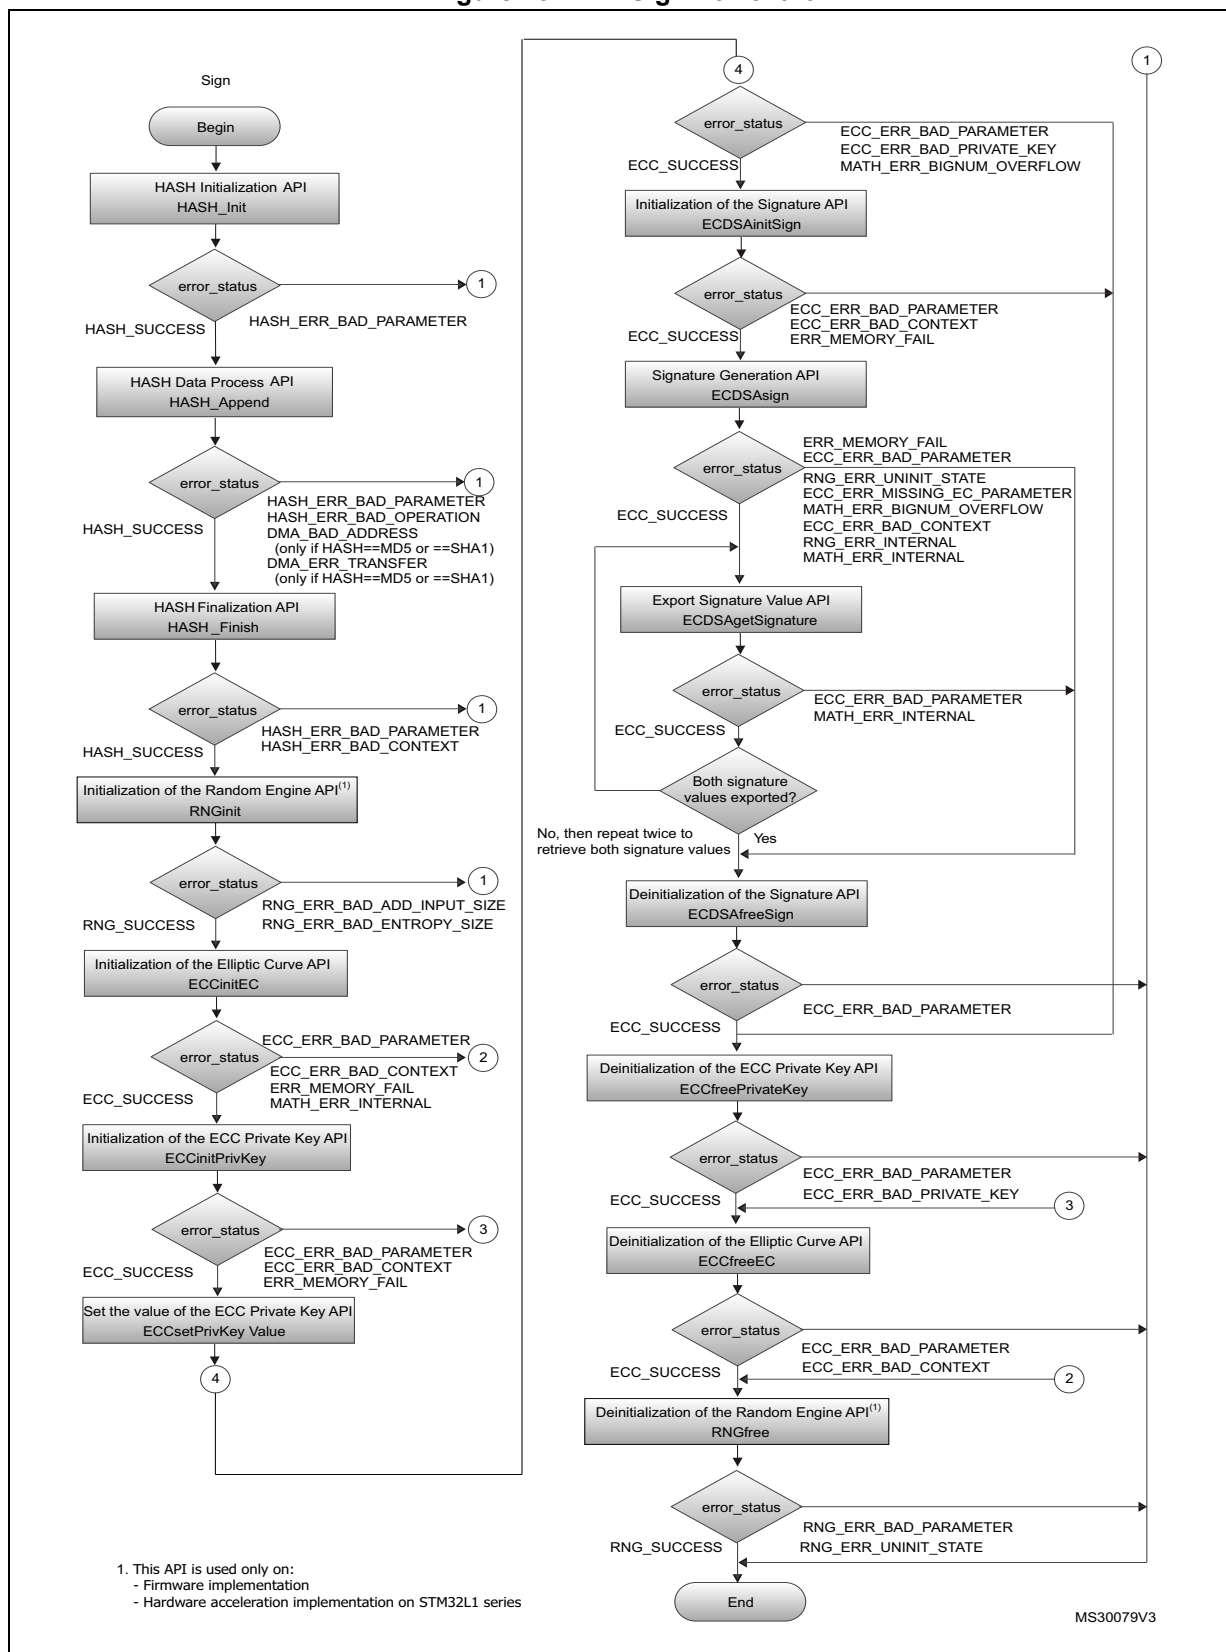 Sign
Begin
HASH Initialization API
HASH_Init
error_status
1
HASH_SUCCESS
HASH_ERR_BAD_PARAMETER
HASH Data Process API
HASH_Append
error_status
1
HASH_SUCCESS
HASH_ERR_BAD_PARAMETER
HASH_ERR_BAD_OPERATION
DMA_BAD_ADDRESS
(only if HASH==MD5 or ==SHA1)
DMA_ERR_TRANSFER
(only if HASH==MD5 or ==SHA1)
HASH Finalization API
HASH _Finish
error_status
1
HASH_SUCCESS
HASH_ERR_BAD_PARAMETER
HASH_ERR_BAD_CONTEXT
Initialization of the Random Engine API(1)
RNGinit
error_status
1
RNG_SUCCESS
RNG_ERR_BAD_ADD_INPUT_SIZE
RNG_ERR_BAD_ENTROPY_SIZE
Initialization of the Elliptic Curve API
ECCinitEC
error_status
2
ECC_SUCCESS
ECC_ERR_BAD_PARAMETER
ECC_ERR_BAD_CONTEXT
ERR_MEMORY_FAIL
MATH_ERR_INTERNAL
Initialization of the ECC Private Key API
ECCinitPrivKey
error_status
3
ECC_SUCCESS
ECC_ERR_BAD_PARAMETER
ECC_ERR_BAD_CONTEXT
ERR_MEMORY_FAIL
Set the value of the ECC Private Key API
ECCsetPrivKey Value
4
1. This API is used only on:
- Firmware implementation
- Hardware acceleration implementation on STM32L1 series
4
1
error_status
ECC_SUCCESS
ECC_ERR_BAD_PARAMETER
ECC_ERR_BAD_PRIVATE_KEY
MATH_ERR_BIGNUM_OVERFLOW
Initialization of the Signature API
ECDSAinitSign
error_status
ECC_SUCCESS
ECC_ERR_BAD_PARAMETER
ECC_ERR_BAD_CONTEXT
ERR_MEMORY_FAIL
Signature Generation API
ECDSAsign
error_status
ECC_SUCCESS
ERR_MEMORY_FAIL
ECC_ERR_BAD_PARAMETER
RNG_ERR_UNINIT_STATE
ECC_ERR_MISSING_EC_PARAMETER
MATH_ERR_BIGNUM_OVERFLOW
ECC_ERR_BAD_CONTEXT
RNG_ERR_INTERNAL
MATH_ERR_INTERNAL
Export Signature Value API
ECDSAgetSignature
error_status
ECC_SUCCESS
ECC_ERR_BAD_PARAMETER
MATH_ERR_INTERNAL
Both signature
values exported?
No, then repeat twice to
retrieve both signature values
Yes
Deinitialization of the Signature API
ECDSAfreeSign
error_status
ECC_SUCCESS
ECC_ERR_BAD_PARAMETER
Deinitialization of the ECC Private Key API
ECCfreePrivateKey
error_status
ECC_SUCCESS
ECC_ERR_BAD_PARAMETER
ECC_ERR_BAD_PRIVATE_KEY
3
Deinitialization of the Elliptic Curve API
ECCfreeEC
error_status
ECC_SUCCESS
ECC_ERR_BAD_PARAMETER
ECC_ERR_BAD_CONTEXT
2
Deinitialization of the Random Engine API(1)
RNGfree
error_status
RNG_SUCCESS
RNG_ERR_BAD_PARAMETER
RNG_ERR_UNINIT_STATE
End
MS30079V3